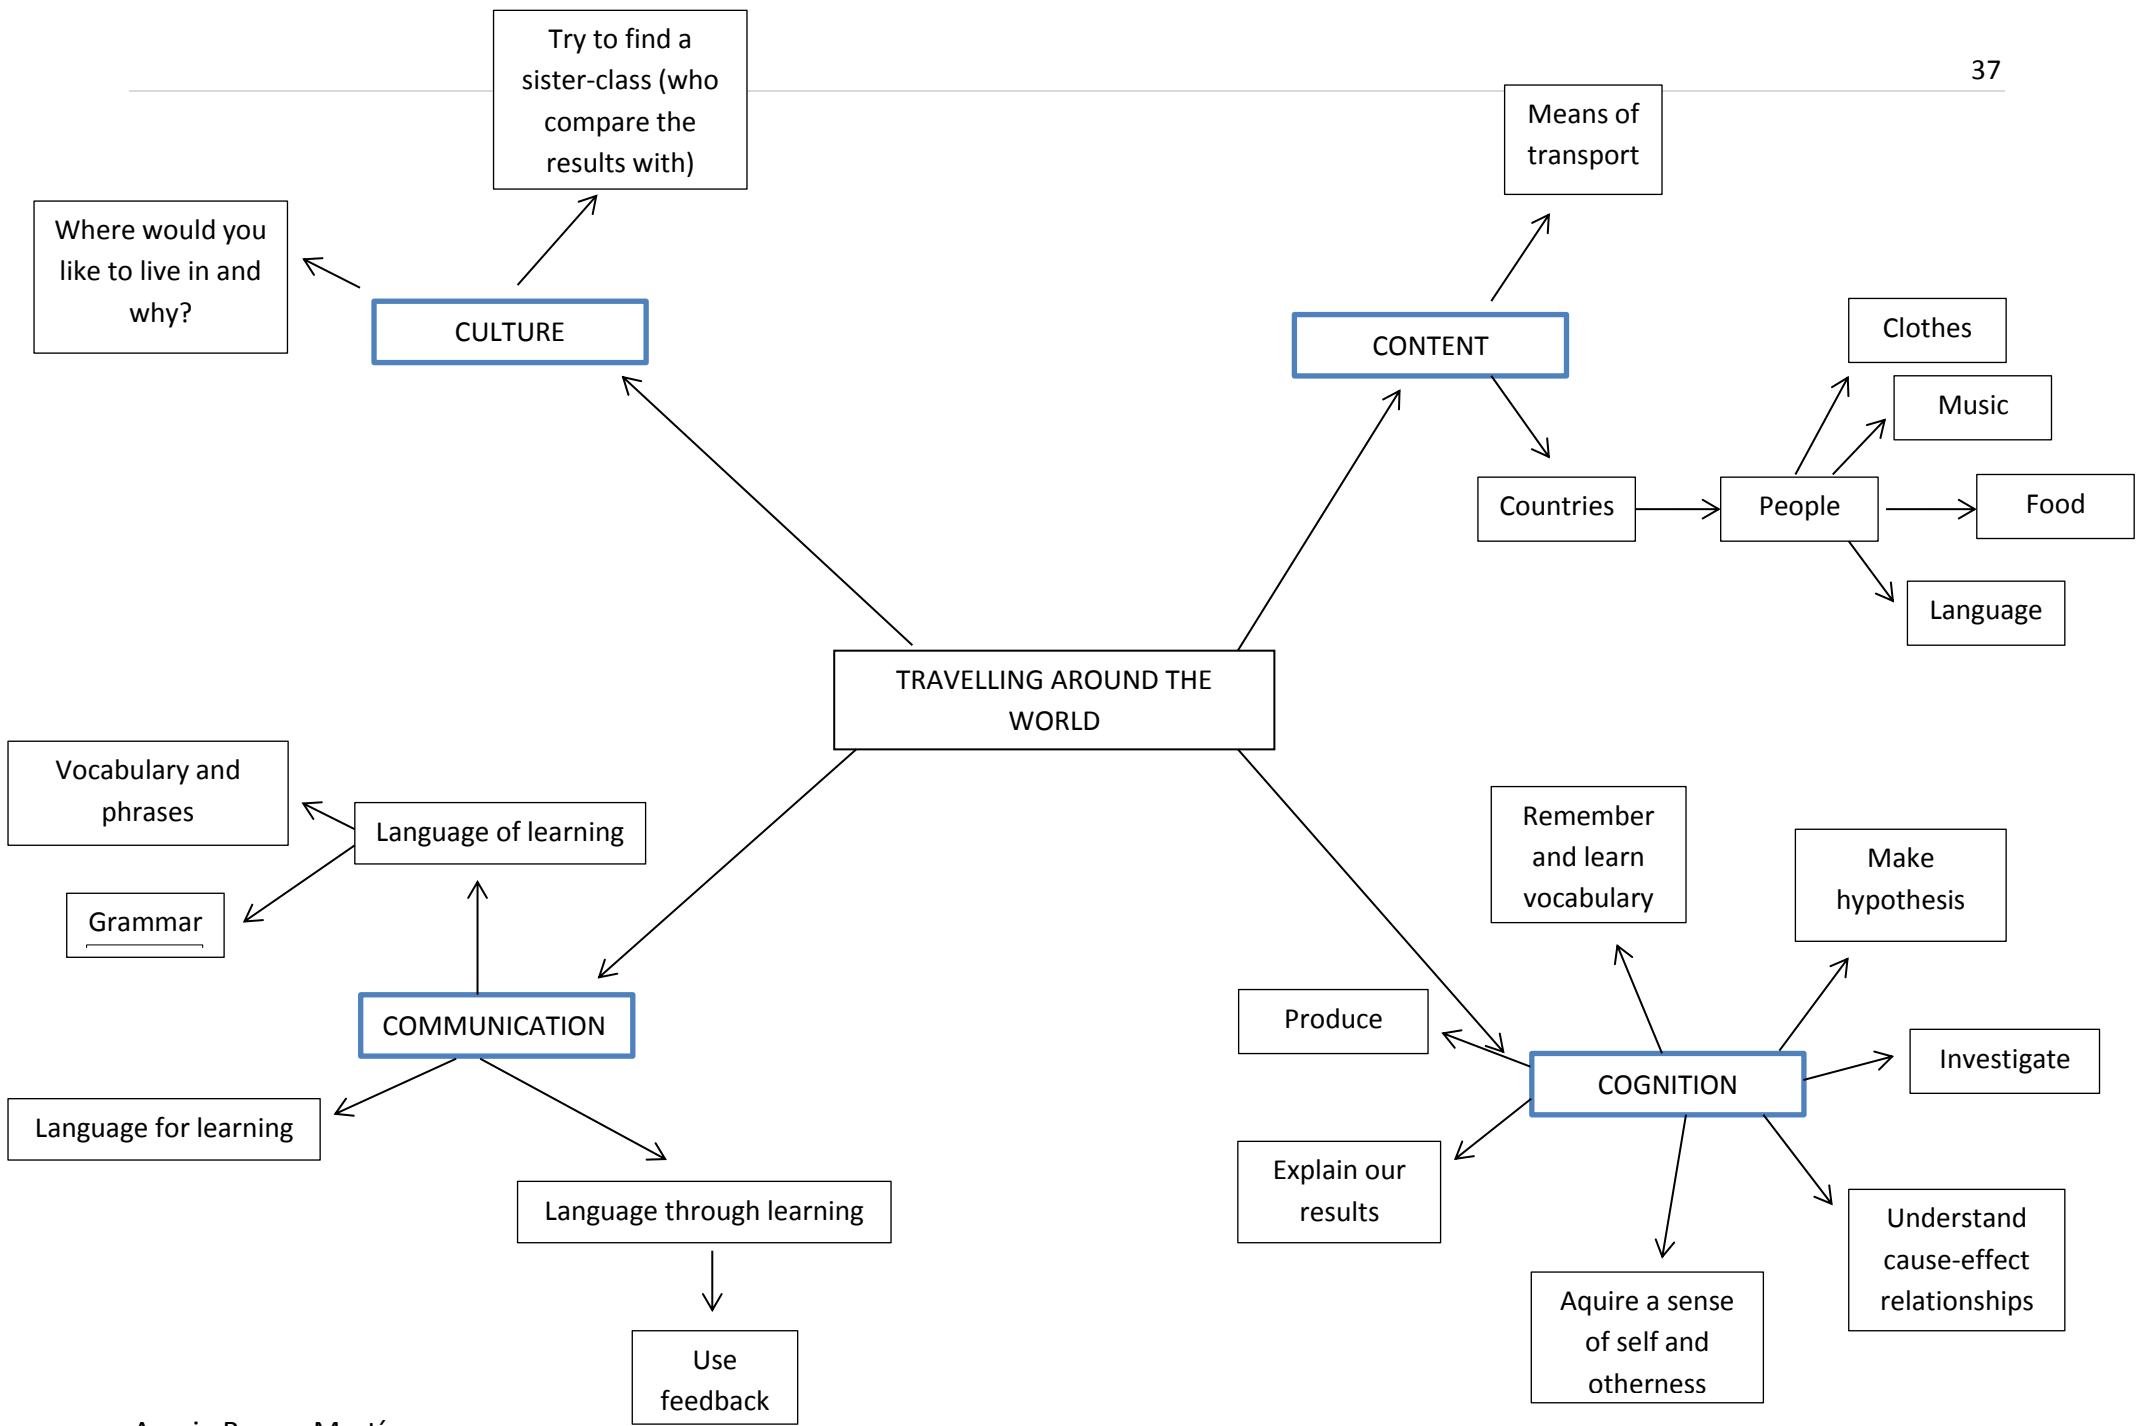 37
Try to find a
sister-class (who
compare the
results with)
Where would you
like to live in and
why?
CULTURE
Means of
transport
CONTENT
Clothes
Music
Countries
People
Food
Language
TRAVELLING AROUND THE
WORLD
Vocabulary and
phrases
Language of learning
Grammar
COMMUNICATION
Language for learning
Language through learning
Use
feedback
Remember
and learn
vocabulary
Make
hypothesis
Produce
COGNITION
Investigate
Explain our
results
Aquire a sense
of self and
otherness
Understand
cause-effect
relationships